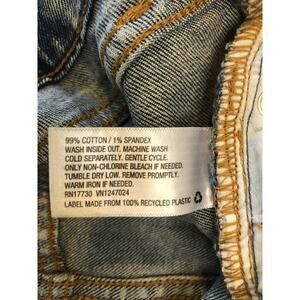 99% COTTON / 1% SPANDEX
WASH INSIDE OUT. MACHINE WASH
COLD SEPARATELY. GENTLE CYCLE.
ONLY NON-CHLORINE BLEACH IF NEEDED.
TUMBLE DRY LOW. REMOVE PROMPTLY.
WARM IRON IF NEEDED.
RN17730 VN1247024
LABEL MADE FROM 100% RECYCLED PLASTIC